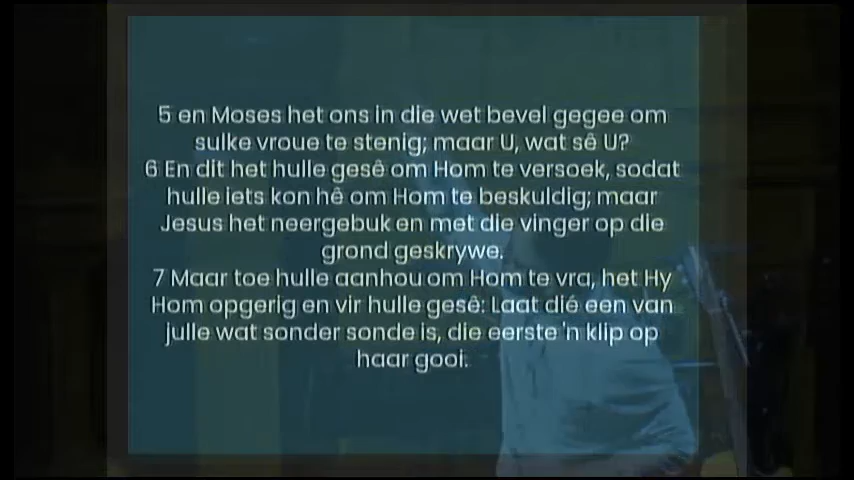 5 en Moses het ons in die wet bevel gegee om
sulke vroue te stenig; maar U, wat sê U?
6 En dit het hulle gesê om Hom te versoek, sodat
hulle iets kon hê om Hom te beskuldig; maar
Jesus het neergebuk en met die vinger op die
grond geskrywe.
7 Maar toe hulle aanhou om Hom te vra, het Hy
Hom opgerig en vir hulle gesê: Laat dié een van
julle wat sonder sonde is, die eerste 'n klip op
haar gooi.